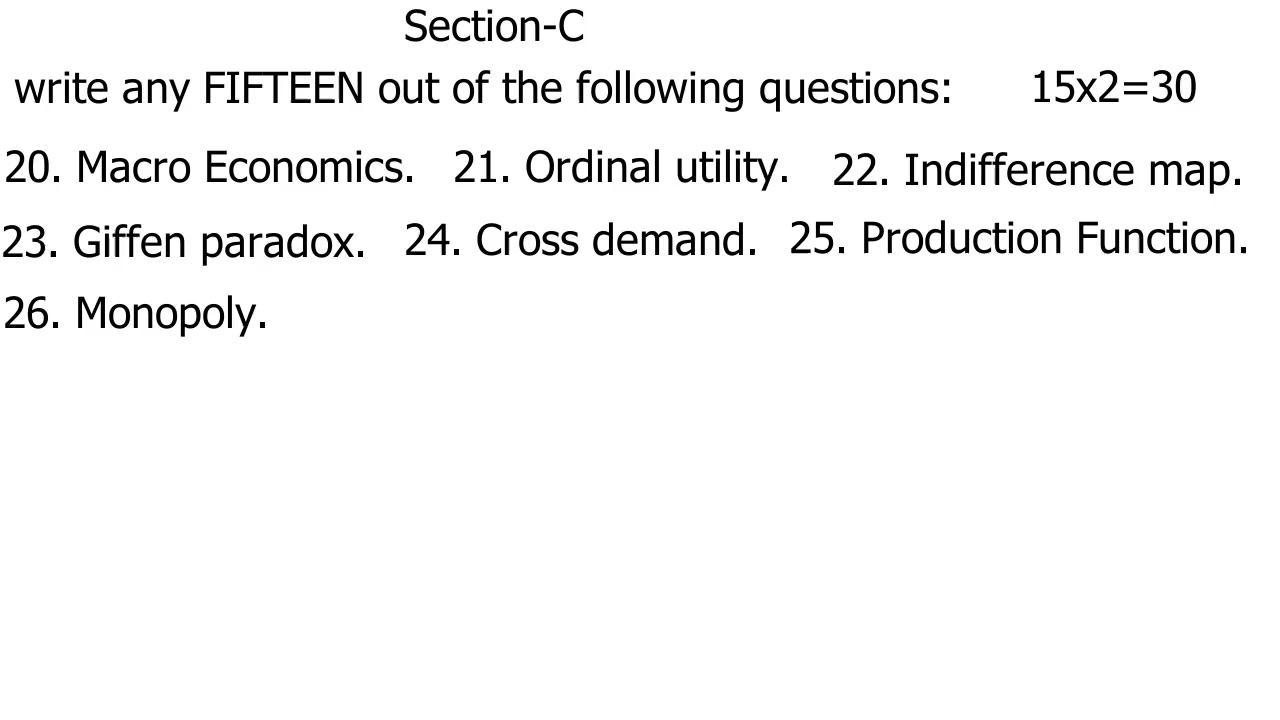 Section-C
write any FIFTEEN out of the following questions: 15x2=30
20. Macro Economics. 21. Ordinal utility. 22. Indifference map.
23. Giffen paradox. 24. Cross demand. 25. Production Function.
26. Monopoly.